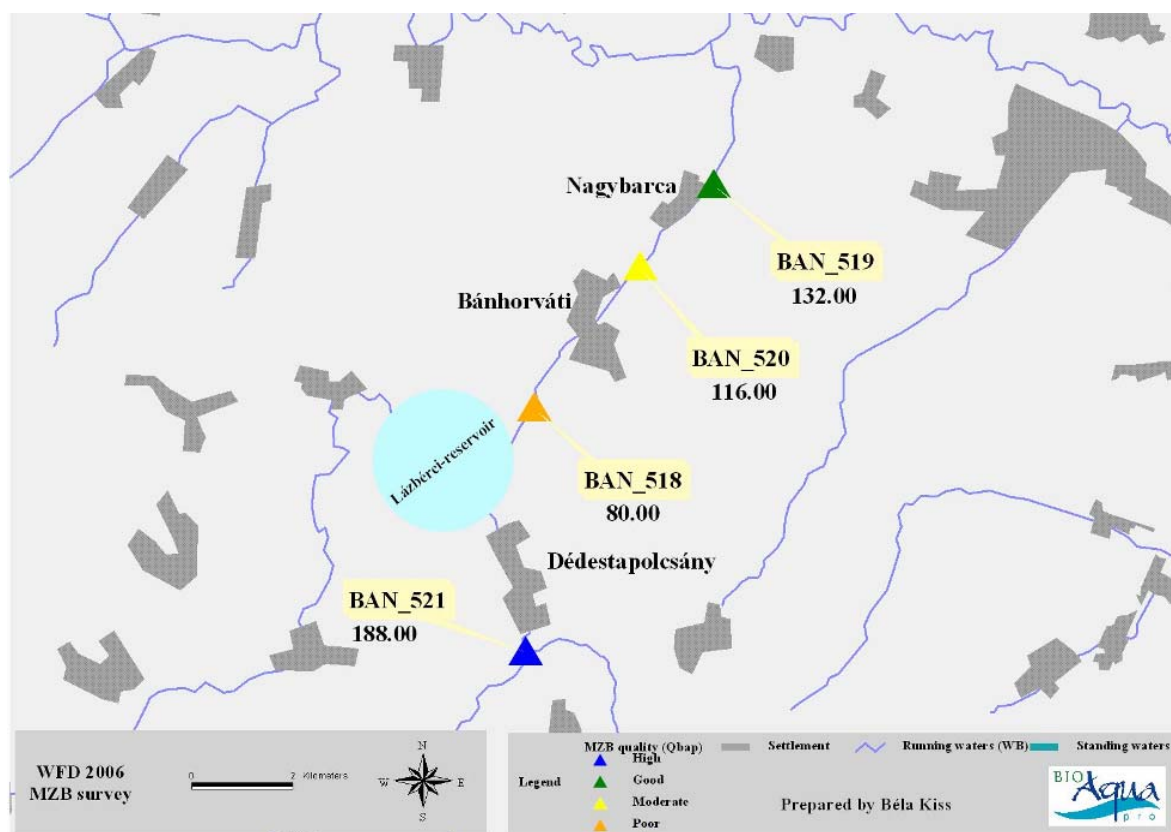 Nagybarca
BAN_519
132.00
Bánhorváti
BAN_520
116.00
Lázbérei-reservoir
BAN_518
80.00
Dédestapolcsány
BAN_521
188.00
WFD 2006
MZB survey
0 2 Kilometers
N
W E
S
Legend
MZB quality (Qbap)
High
Good
Moderate
Poor
Settlement
Running waters (WB)
Standing waters
Prepared by Béla Kiss
BIO
Aqua
pro